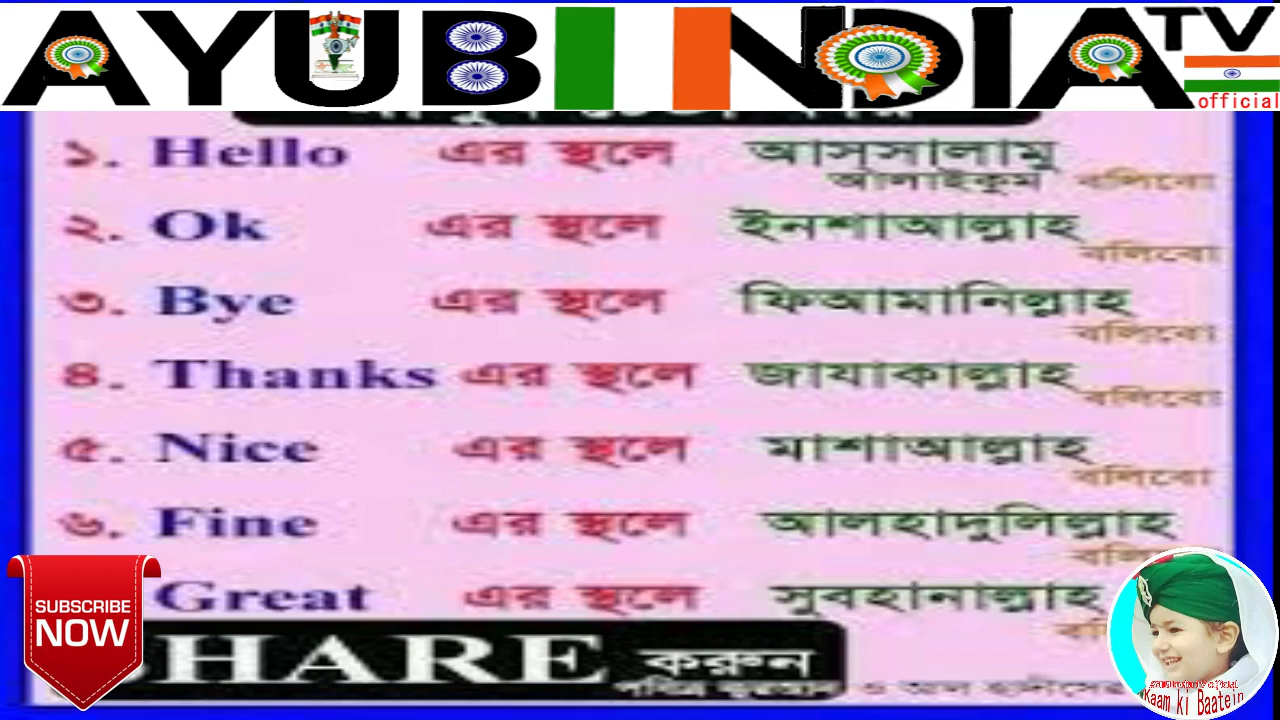 AYUB INDIA TV
official
১. Hello এর স্থলে আস্সালামু
আলাইকুম বলিবো
২. Ok এর স্থলে ইনশাআল্লাহ
বলিবো
৩. Bye এর স্থলে ফিআমানিল্লাহ
বলিবো
৪. Thanks এর স্থলে জাযাকাল্লাহ
বলিবো
৫. Nice এর স্থলে মাশাআল্লাহ
বলিবো
৬. Fine এর স্থলে আলহাদুলিল্লাহ
Great এর স্থলে সুবহানাল্লাহ
SUBSCRIBE
NOW
HARE করুন
Kaam ki Baatein